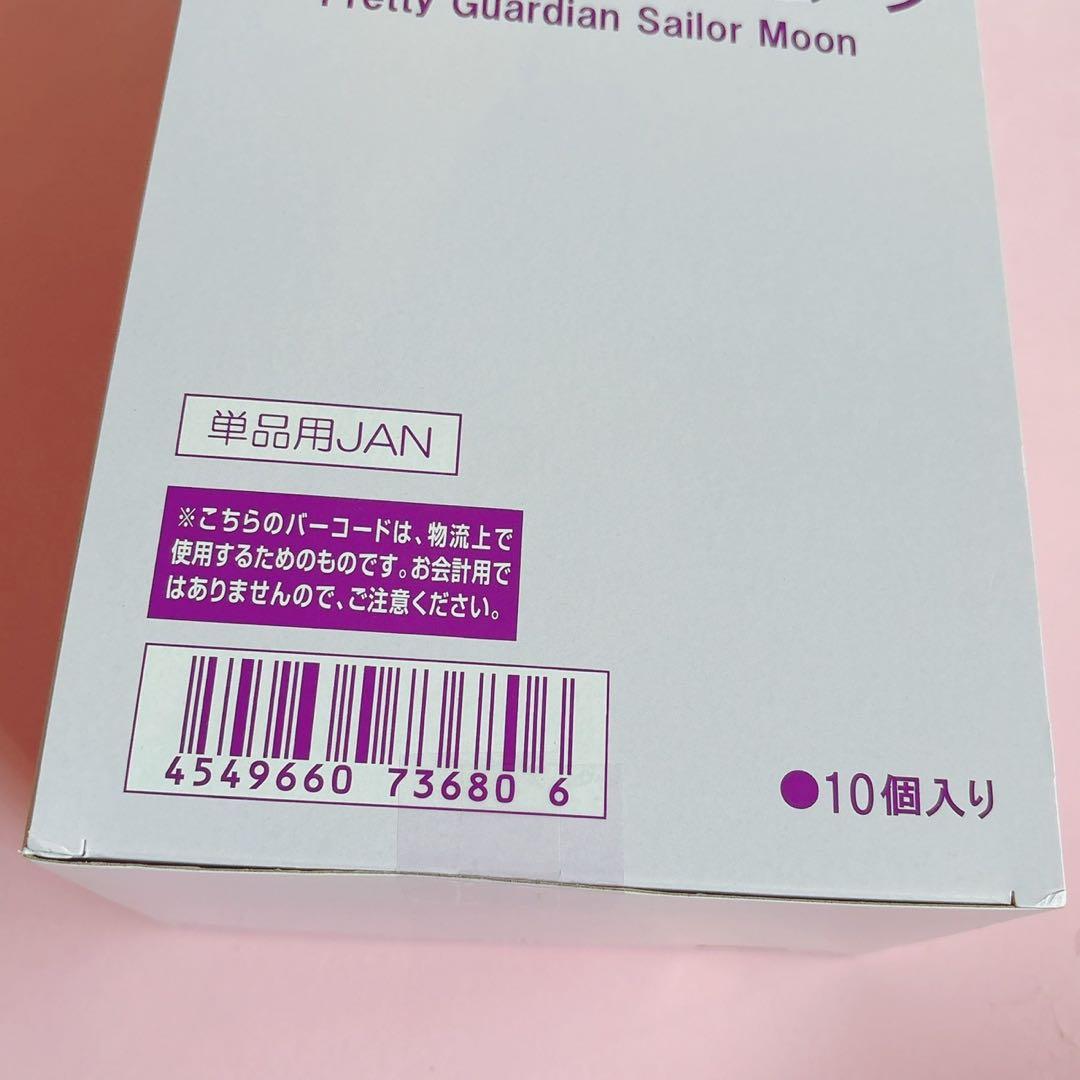 Pretty Guardian Sailor Moon
単品用JAN
※こちらのバーコードは、物流上で
使用するためのものです。お会計用で
はありませんので、ご注意ください。
4549660 73680 6
●10個入り